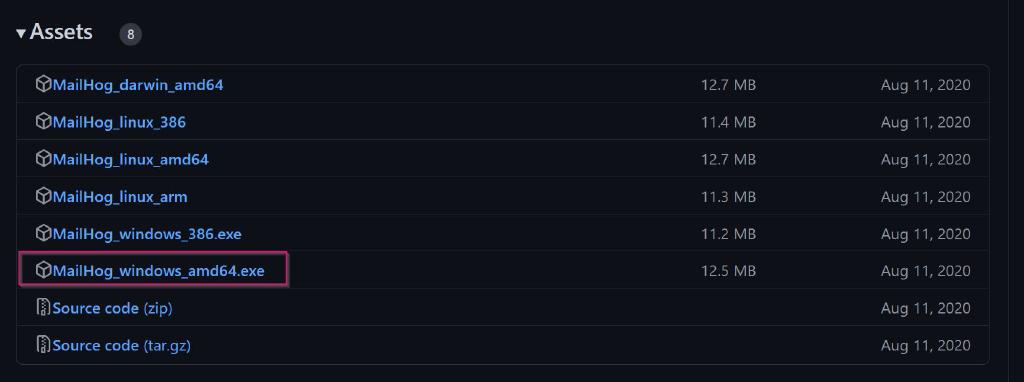 Assets 8
MailHog_darwin_amd64 12.7 MB Aug 11, 2020
MailHog_linux_386 11.4 MB Aug 11, 2020
MailHog_linux_amd64 12.7 MB Aug 11, 2020
MailHog_linux_arm 11.3 MB Aug 11, 2020
MailHog_windows_386.exe 11.2 MB Aug 11, 2020
MailHog_windows_amd64.exe 12.5 MB Aug 11, 2020
Source code (zip) Aug 11, 2020
Source code (tar.gz) Aug 11, 2020